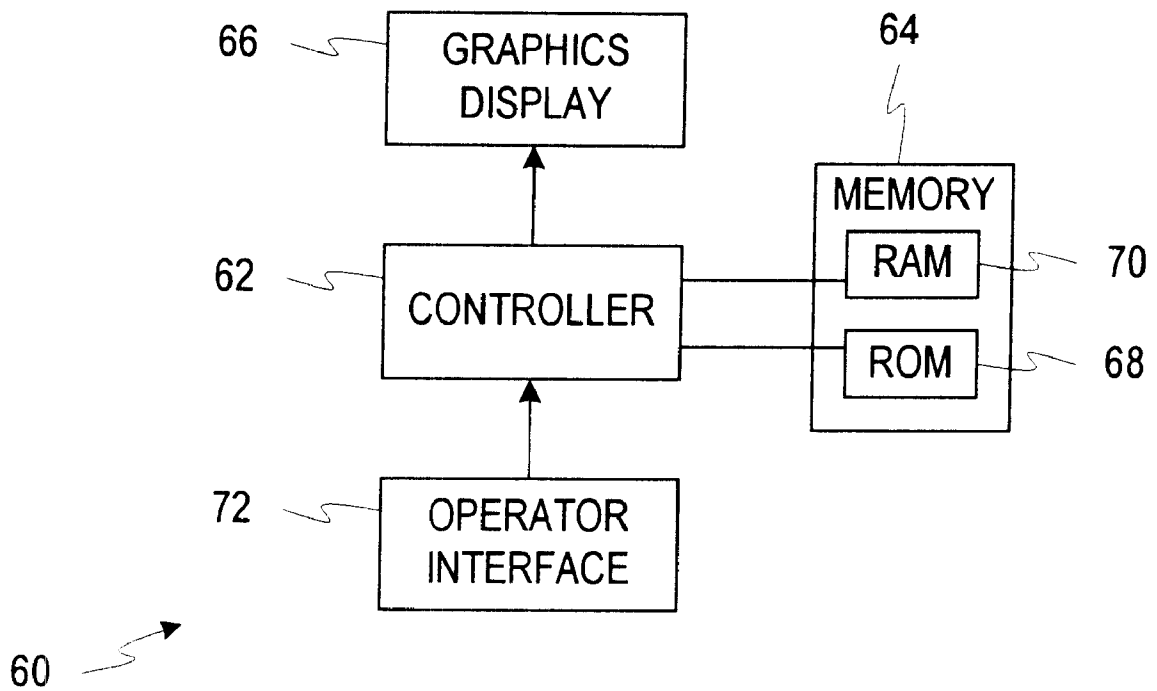 66
GRAPHICS
DISPLAY
64
MEMORY
62
CONTROLLER
RAM
70
ROM
68
72
OPERATOR
INTERFACE
60